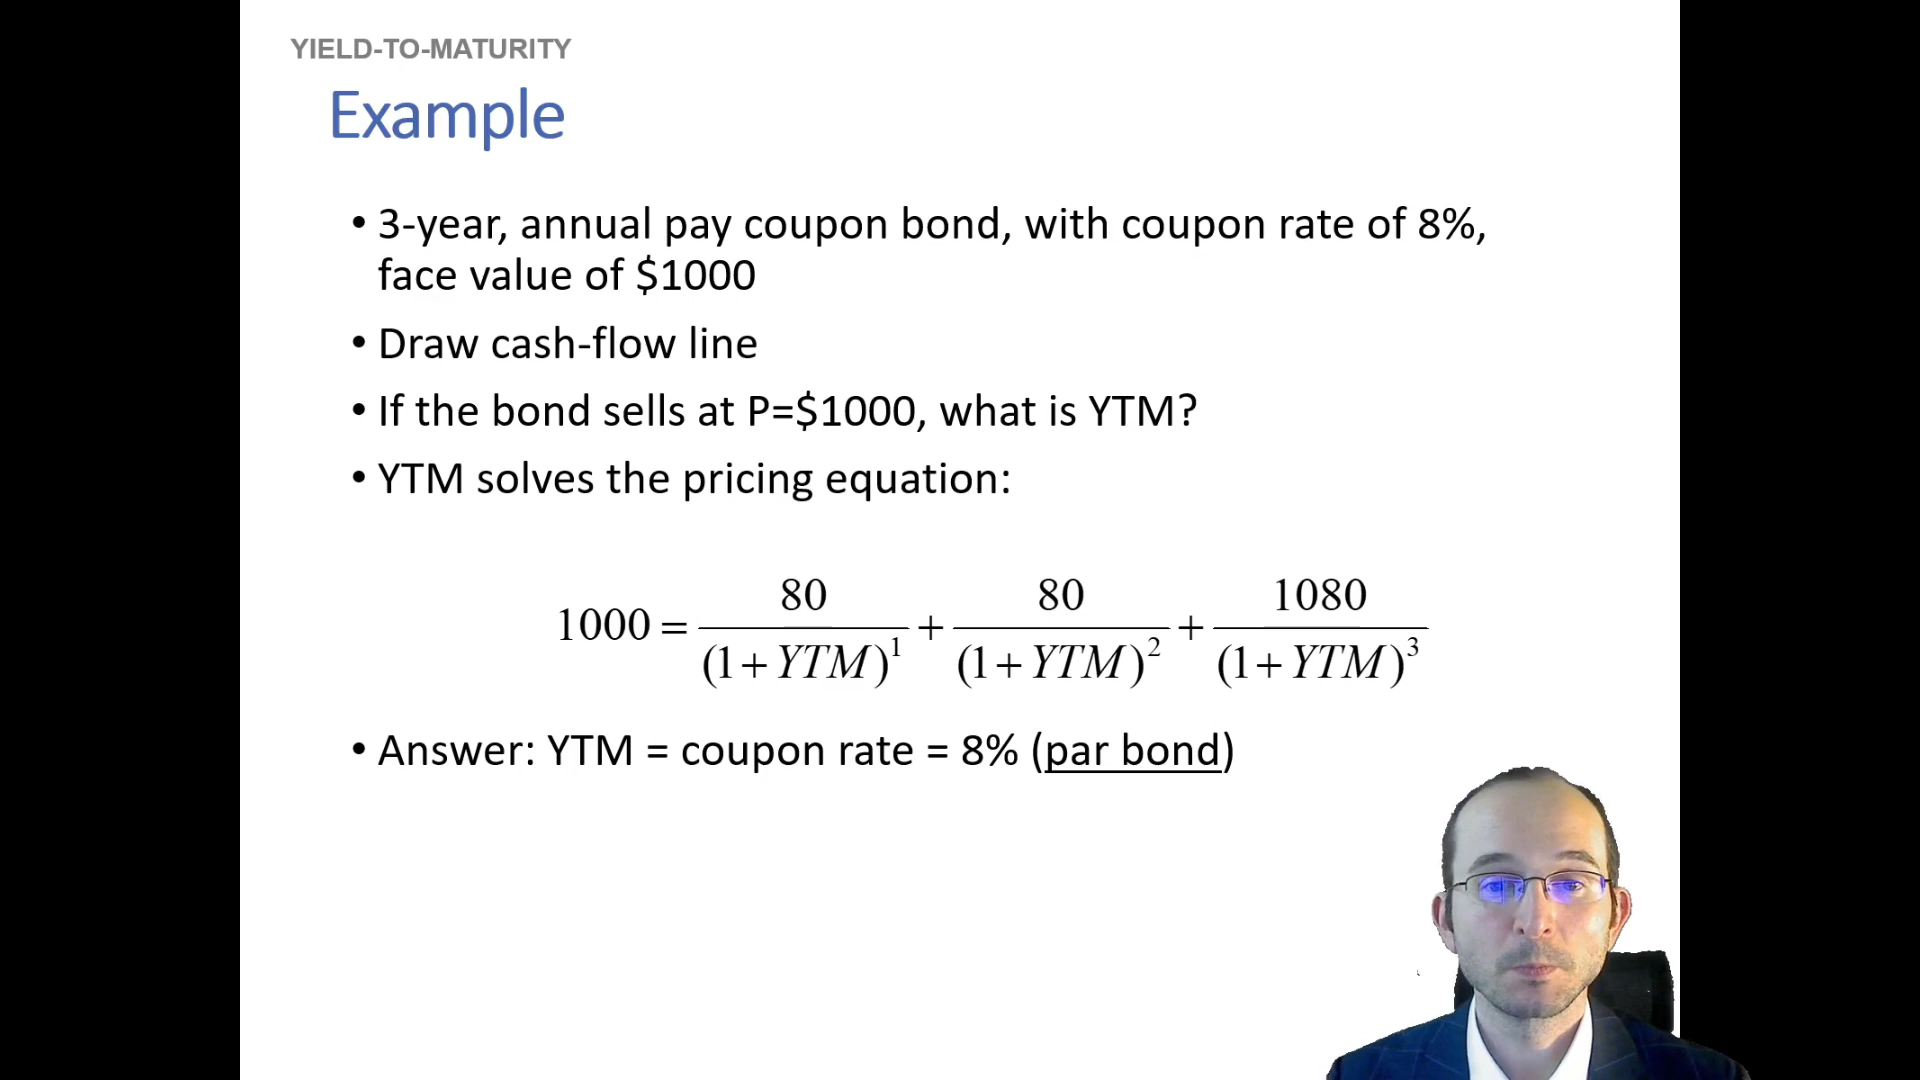 YIELD-TO-MATURITY
Example
• 3-year, annual pay coupon bond, with coupon rate of 8%,
face value of $1000
• Draw cash-flow line
• If the bond sells at P=$1000, what is YTM?
• YTM solves the pricing equation:
1000 = 80/(1+YTM)^1 + 80/(1+YTM)^2 + 1080/(1+YTM)^3
• Answer: YTM = coupon rate = 8% (par bond)